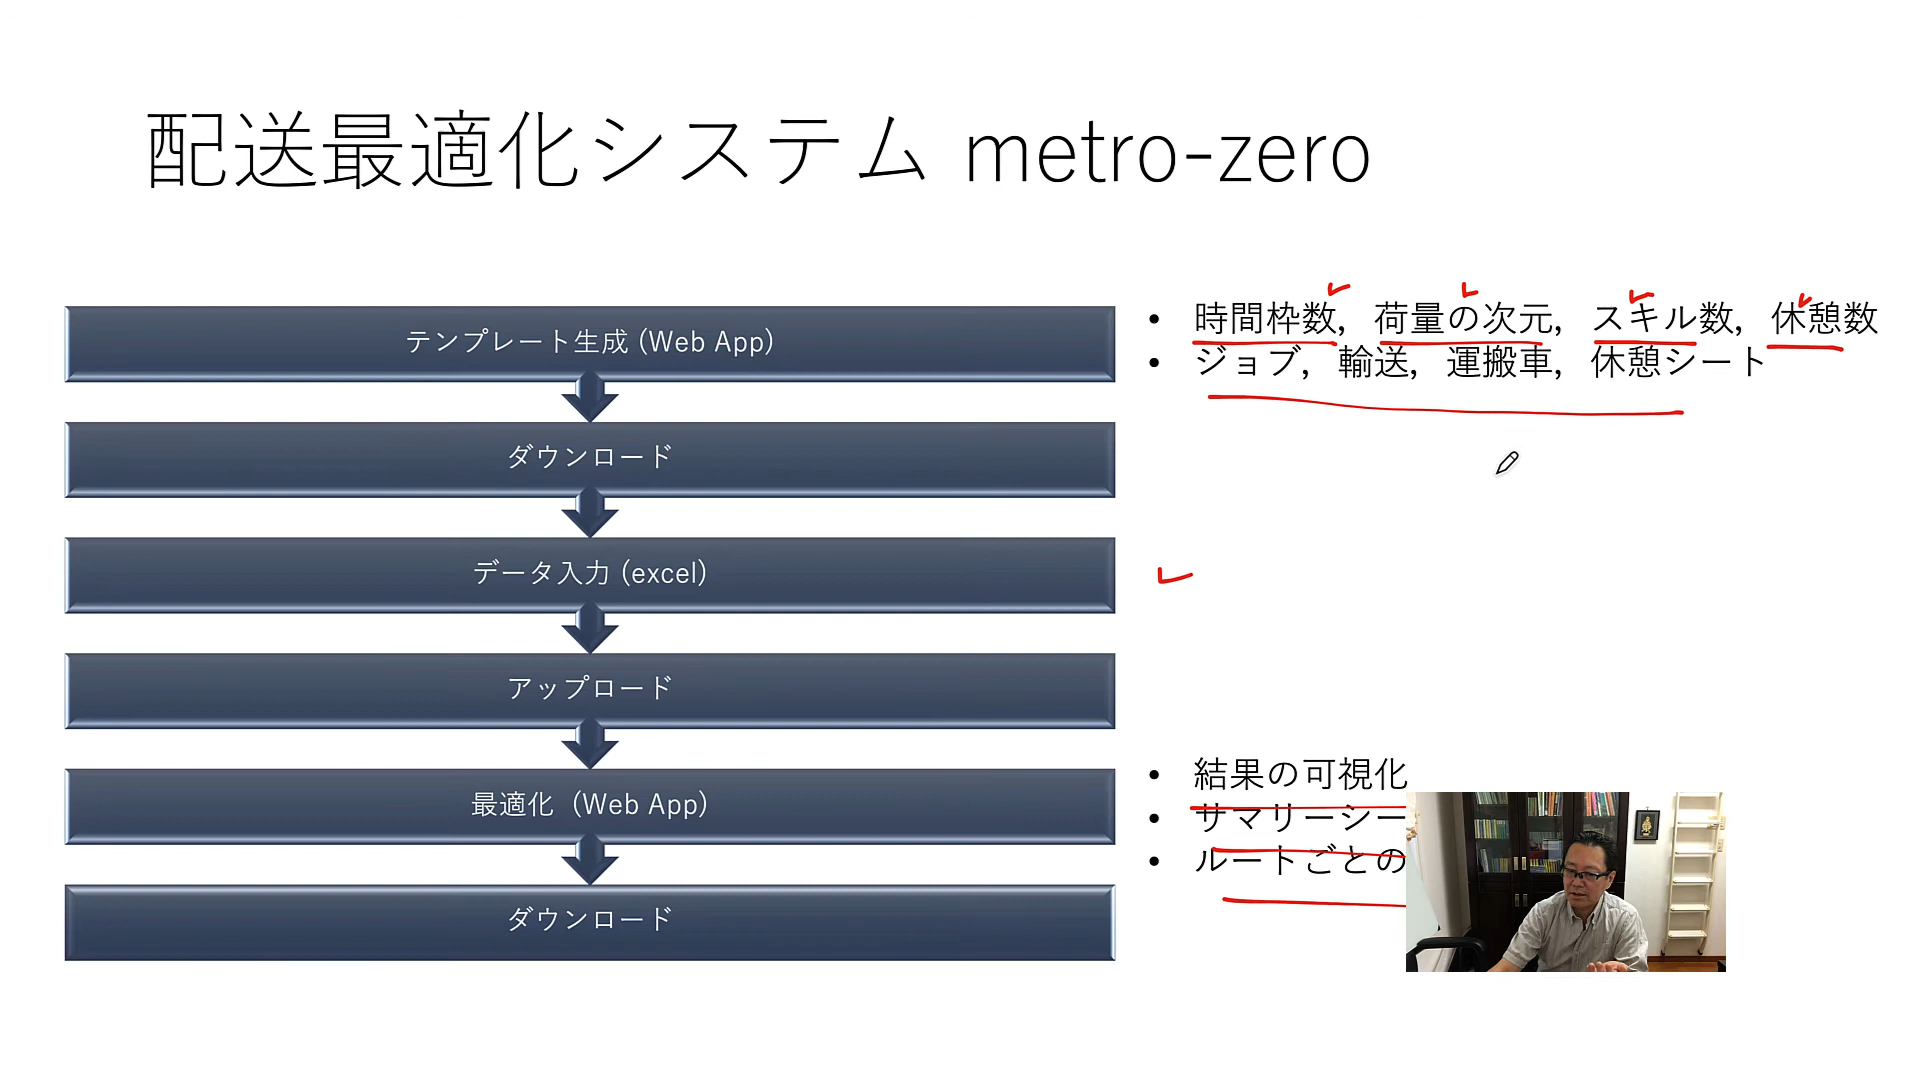 配送最適化システム metro-zero
テンプレート生成 (Web App)
• 時間枠数, 荷量の次元, スキル数, 休憩数
• ジョブ, 輸送, 運搬車, 休憩シート
ダウンロード
データ入力 (excel)
アップロード
最適化 (Web App)
• 結果の可視化
• サマリーシー
• ルートごとの
ダウンロード